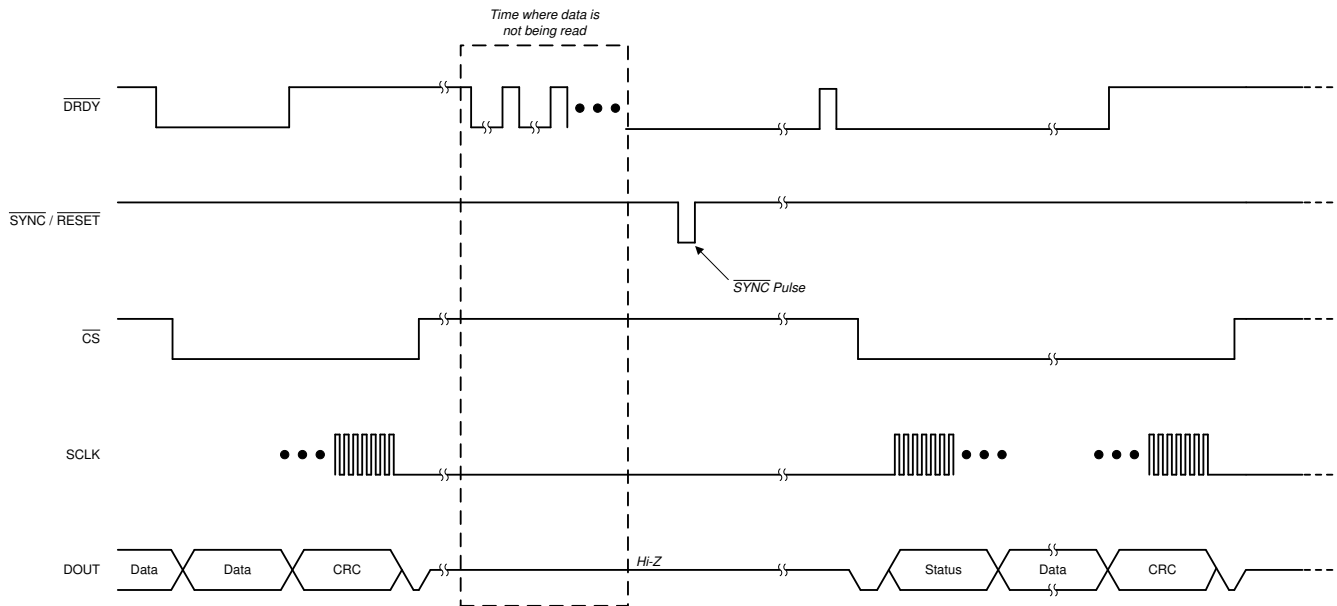 Time where data is
not being read
DRDY
SYNC / RESET
SYNC Pulse
CS
SCLK
Hi-Z
DOUT
Data
Data
CRC
Status
Data
CRC